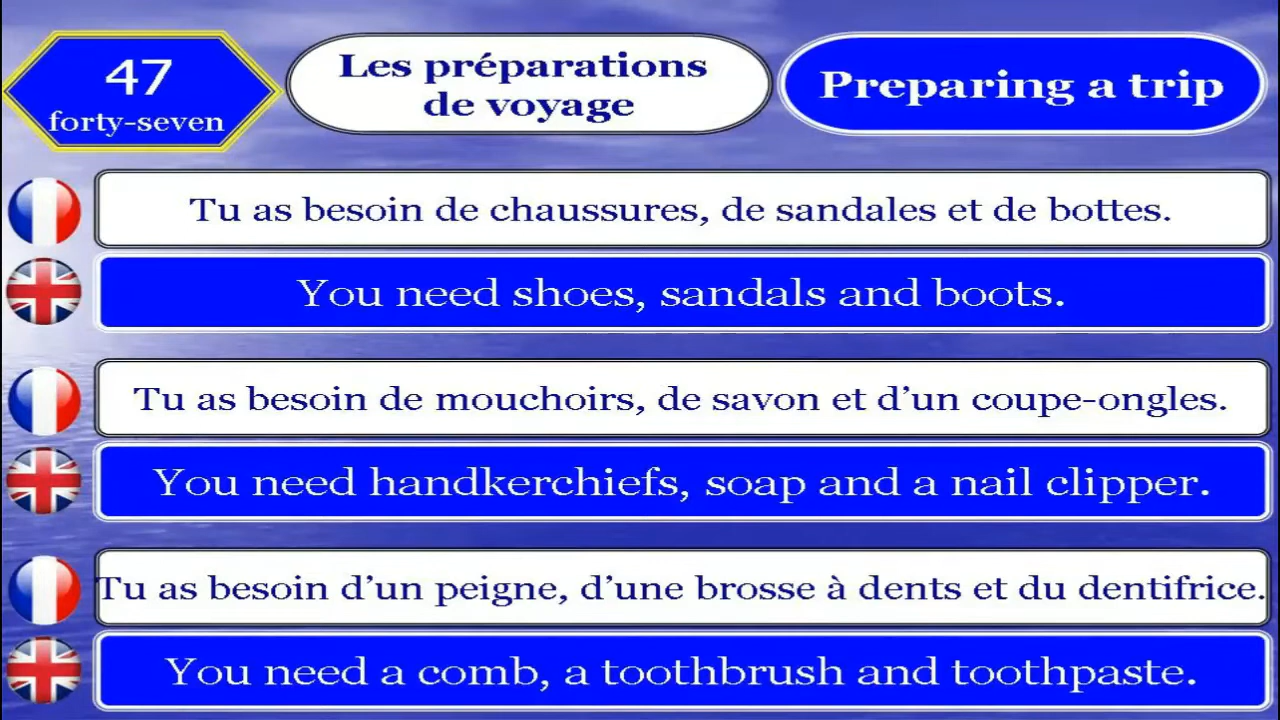 47
forty-seven
Les préparations
de voyage
Preparing a trip
Tu as besoin de chaussures, de sandales et de bottes.
You need shoes, sandals and boots.
Tu as besoin de mouchoirs, de savon et d’un coupe-ongles.
You need handkerchiefs, soap and a nail clipper.
Tu as besoin d’un peigne, d’une brosse à dents et du dentifrice.
You need a comb, a toothbrush and toothpaste.